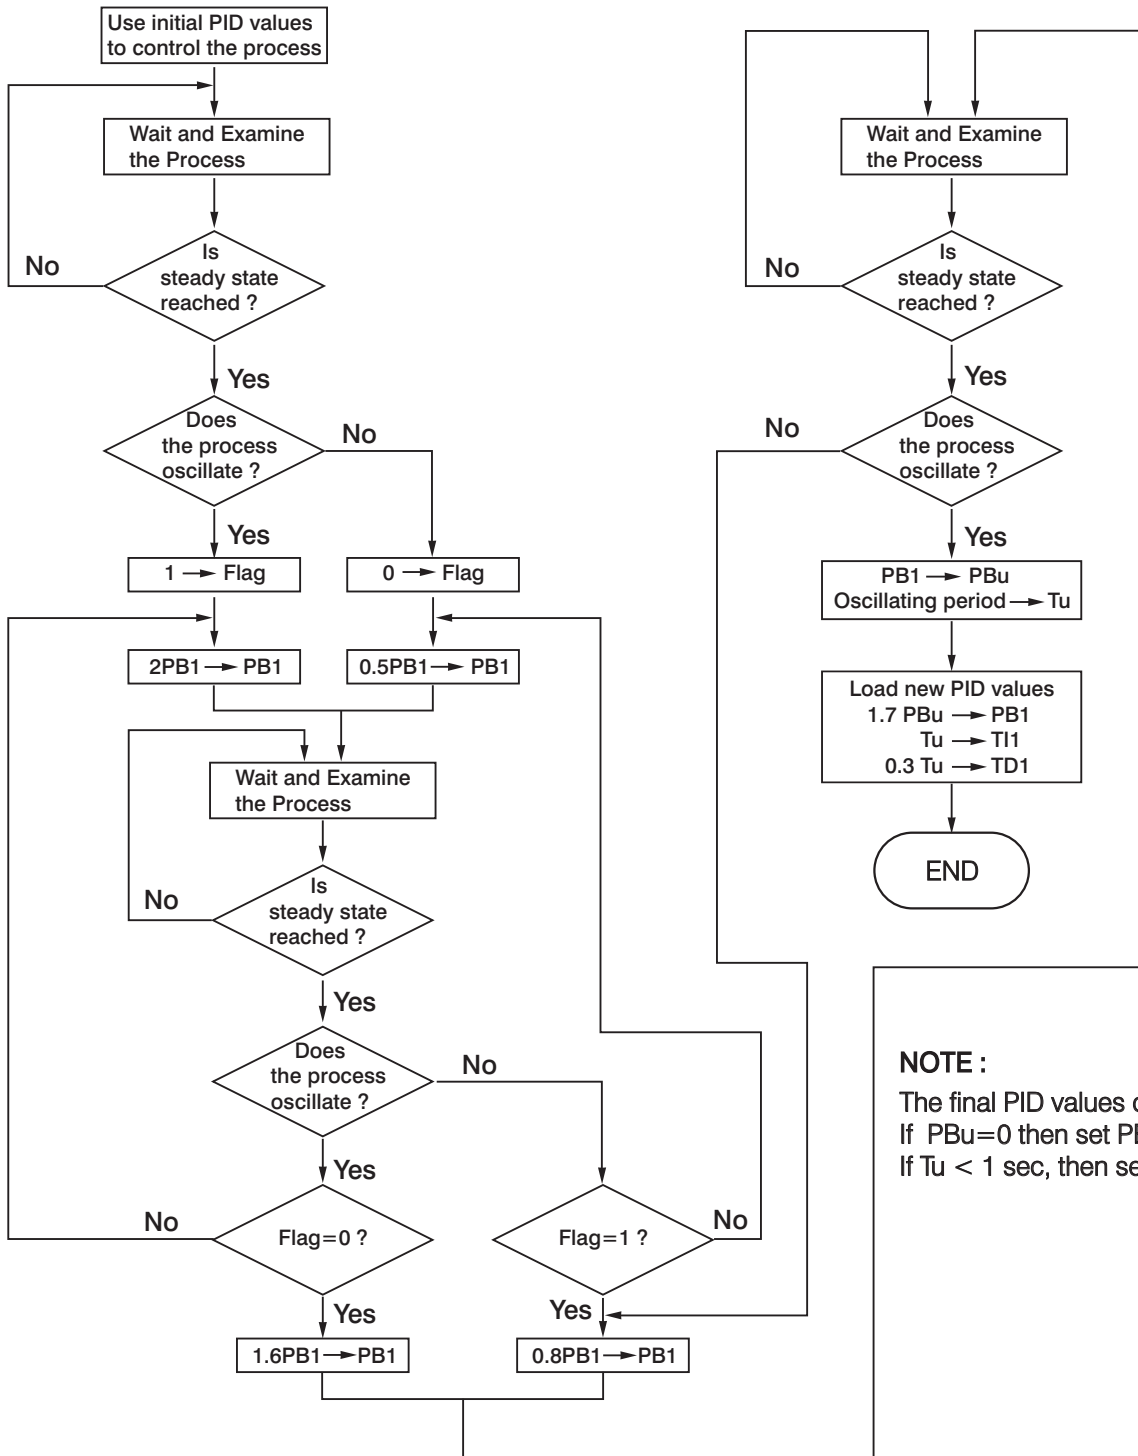 Use initial PID values
to control the process
Wait and Examine
the Process
Is
steady state
reached ?
No
Yes
Does
the process
oscillate ?
No
Yes
1 → Flag
0 → Flag
2PB1 → PB1
0.5PB1 → PB1
Wait and Examine
the Process
Is
steady state
reached ?
No
Yes
Does
the process
oscillate ?
No
Yes
Flag=0 ?
No
Yes
Flag=1 ?
No
Yes
1.6PB1 → PB1
0.8PB1 → PB1
Wait and Examine
the Process
Is
steady state
reached ?
No
Yes
Does
the process
oscillate ?
No
Yes
PB1 → PBu
Oscillating period → Tu
Load new PID values
1.7 PBu → PB1
Tu → TI1
0.3 Tu → TD1
END
NOTE :
The final PID values
If PBu=0 then set
If Tu < 1 sec, then